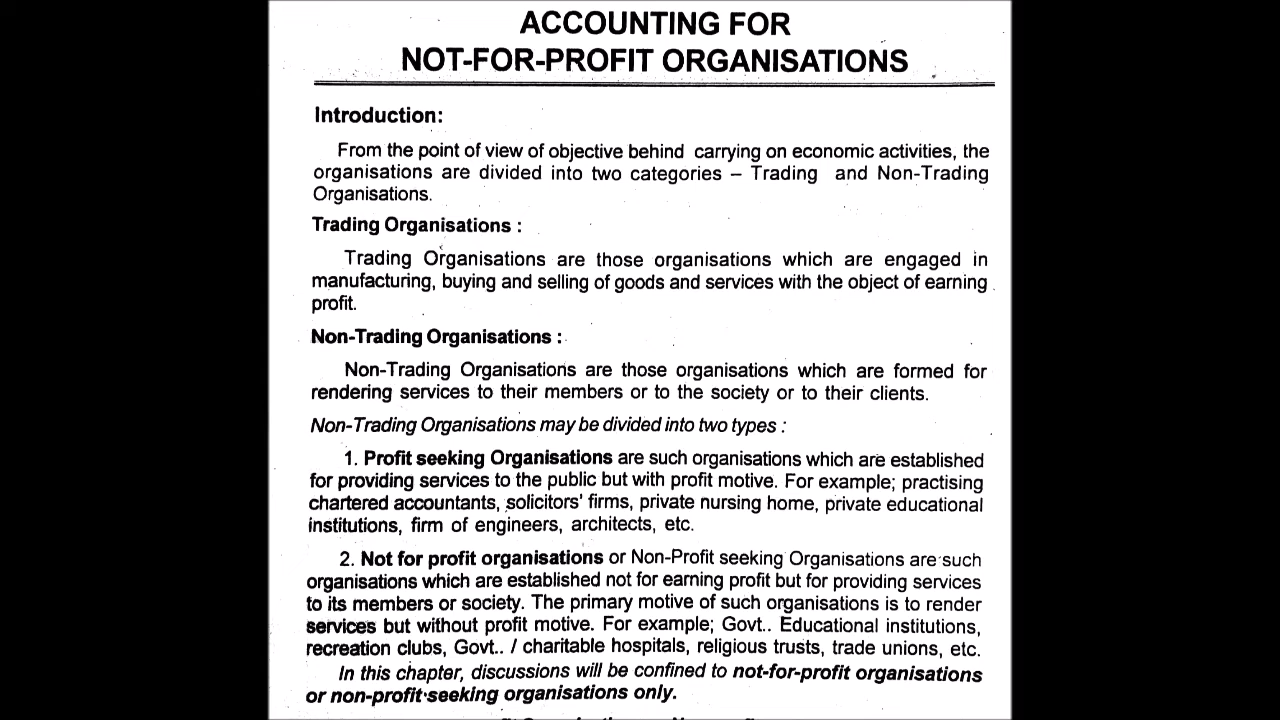 ACCOUNTING FOR
NOT-FOR-PROFIT ORGANISATIONS
Introduction:
From the point of view of objective behind carrying on economic activities, the
organisations are divided into two categories – Trading and Non-Trading
Organisations.
Trading Organisations :
Trading Organisations are those organisations which are engaged in
manufacturing, buying and selling of goods and services with the object of earning
profit.
Non-Trading Organisations :
Non-Trading Organisations are those organisations which are formed for
rendering services to their members or to the society or to their clients.
Non-Trading Organisations may be divided into two types :
1. Profit seeking Organisations are such organisations which are established
for providing services to the public but with profit motive. For example; practising
chartered accountants, solicitors' firms, private nursing home, private educational
institutions, firm of engineers, architects, etc.
2. Not for profit organisations or Non-Profit seeking Organisations are such
organisations which are established not for earning profit but for providing services
to its members or society. The primary motive of such organisations is to render
services but without profit motive. For example; Govt.. Educational institutions,
recreation clubs, Govt.. / charitable hospitals, religious trusts, trade unions, etc.
In this chapter, discussions will be confined to not-for-profit organisations
or non-profit seeking organisations only.